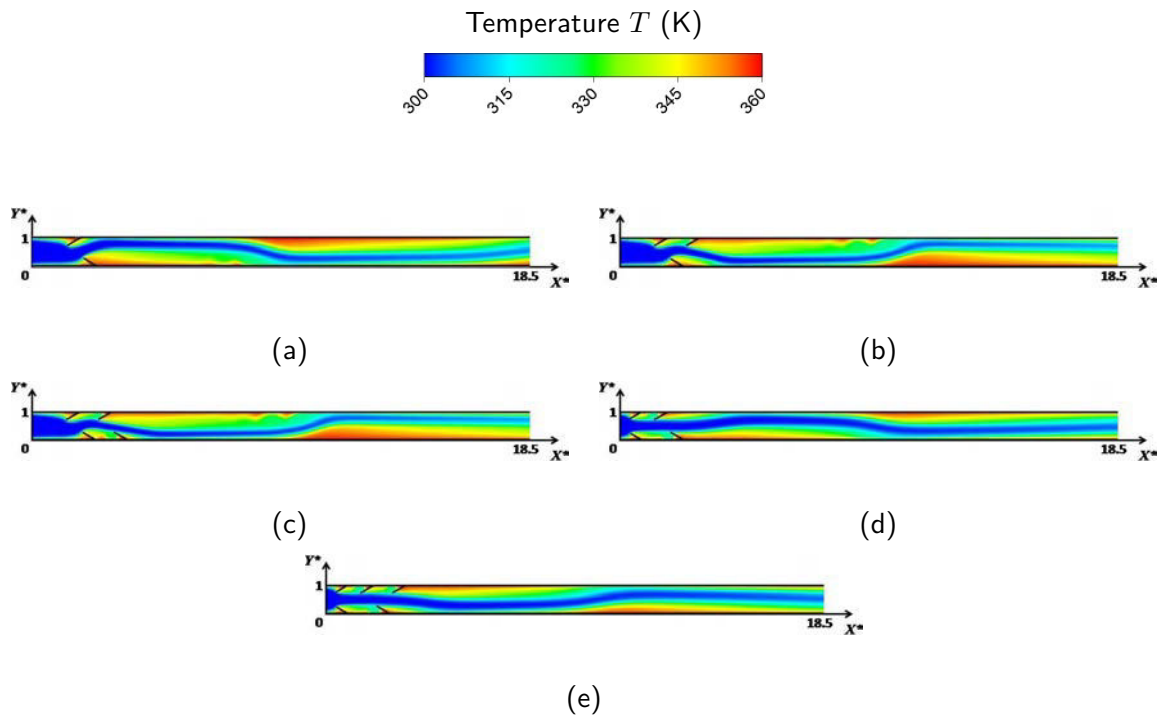 Temperature T (K)
300 315 330 345 360
Y* Y*
1 1
0 18.5 X* 0 18.5 X*
(a) (b)
Y* Y*
1 1
0 18.5 X* 0 18.5 X*
(c) (d)
Y*
1
0 18.5 X*
(e)